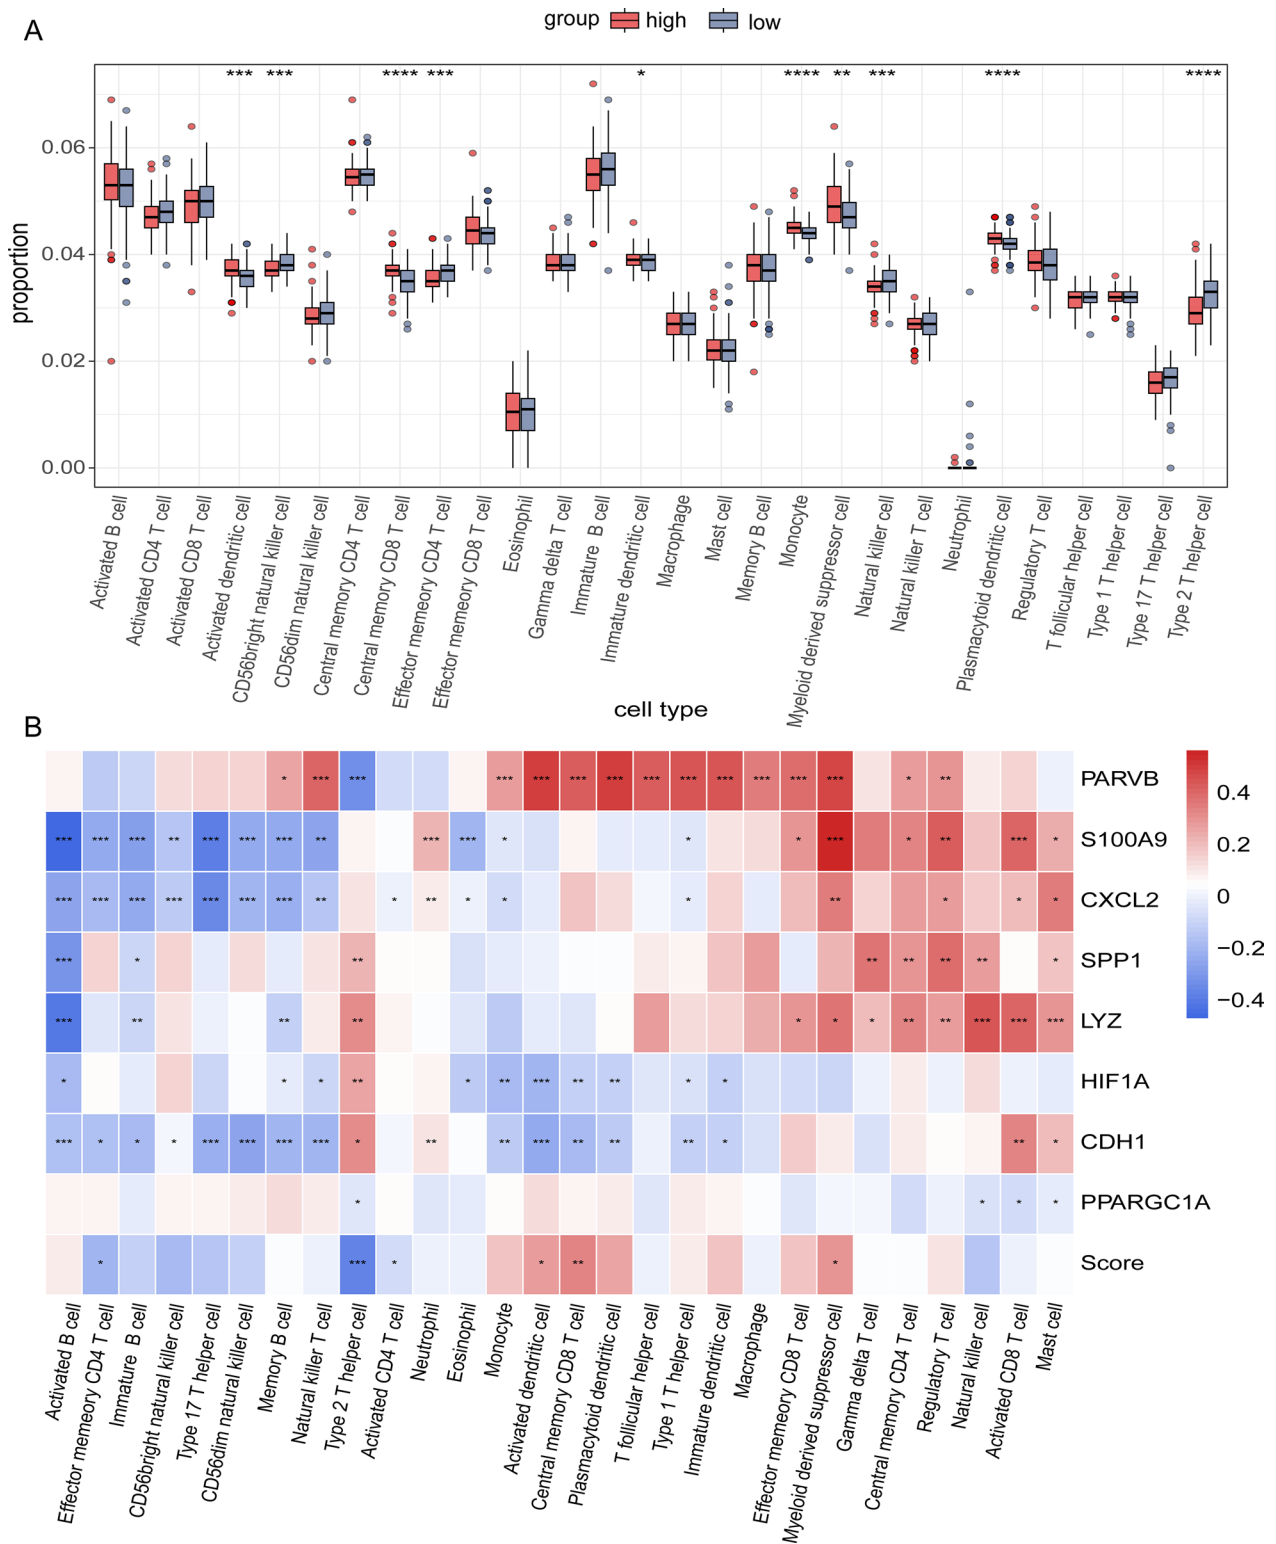 A
group high low
*** *** **** *** * **** ** *** **** ****
proportion
0.06
0.04
0.02
0.00
Activated B cell
Activated CD4 T cell
Activated CD8 T cell
Activated dendritic cell
CD56bright natural killer cell
CD56dim natural killer cell
Central memory CD4 T cell
Central memory CD8 T cell
Effector memeory CD4 T cell
Effector memeory CD8 T cell
Eosinophil
Gamma delta T cell
Immature B cell
Immature dendritic cell
Macrophage
Mast cell
Memory B cell
Monocyte
Myeloid derived suppressor cell
Natural killer cell
Natural killer T cell
Neutrophil
Plasmacytoid dendritic cell
Regulatory T cell
T follicular helper cell
Type 1 T helper cell
Type 17 T helper cell
Type 2 T helper cell
cell type
B
* *** *** *** *** *** *** *** *** *** *** *** *** * ** PARVB
*** *** *** ** *** *** *** ** *** *** * * * *** * ** *** * S100A9
*** *** *** *** *** *** *** ** * ** * * * ** * * * CXCL2
*** * ** ** ** ** ** * SPP1
*** ** ** ** * * * ** ** *** *** *** LYZ
* * * ** * ** *** ** ** * * HIF1A
*** * * * *** *** *** *** * ** ** *** ** ** ** * ** * CDH1
* * * * PPARGC1A
* *** * * ** * Score
0.4
0.2
0
−0.2
−0.4
Activated B cell
Effector memeory CD4 T cell
Immature B cell
CD56bright natural killer cell
Type 17 T helper cell
CD56dim natural killer cell
Memory B cell
Natural killer T cell
Type 2 T helper cell
Activated CD4 T cell
Neutrophil
Eosinophil
Monocyte
Activated dendritic cell
Central memory CD8 T cell
Plasmacytoid dendritic cell
T follicular helper cell
Type 1 T helper cell
Immature dendritic cell
Macrophage
Effector memeory CD8 T cell
Myeloid derived suppressor cell
Gamma delta T cell
Central memory CD4 T cell
Regulatory T cell
Natural killer cell
Activated CD8 T cell
Mast cell